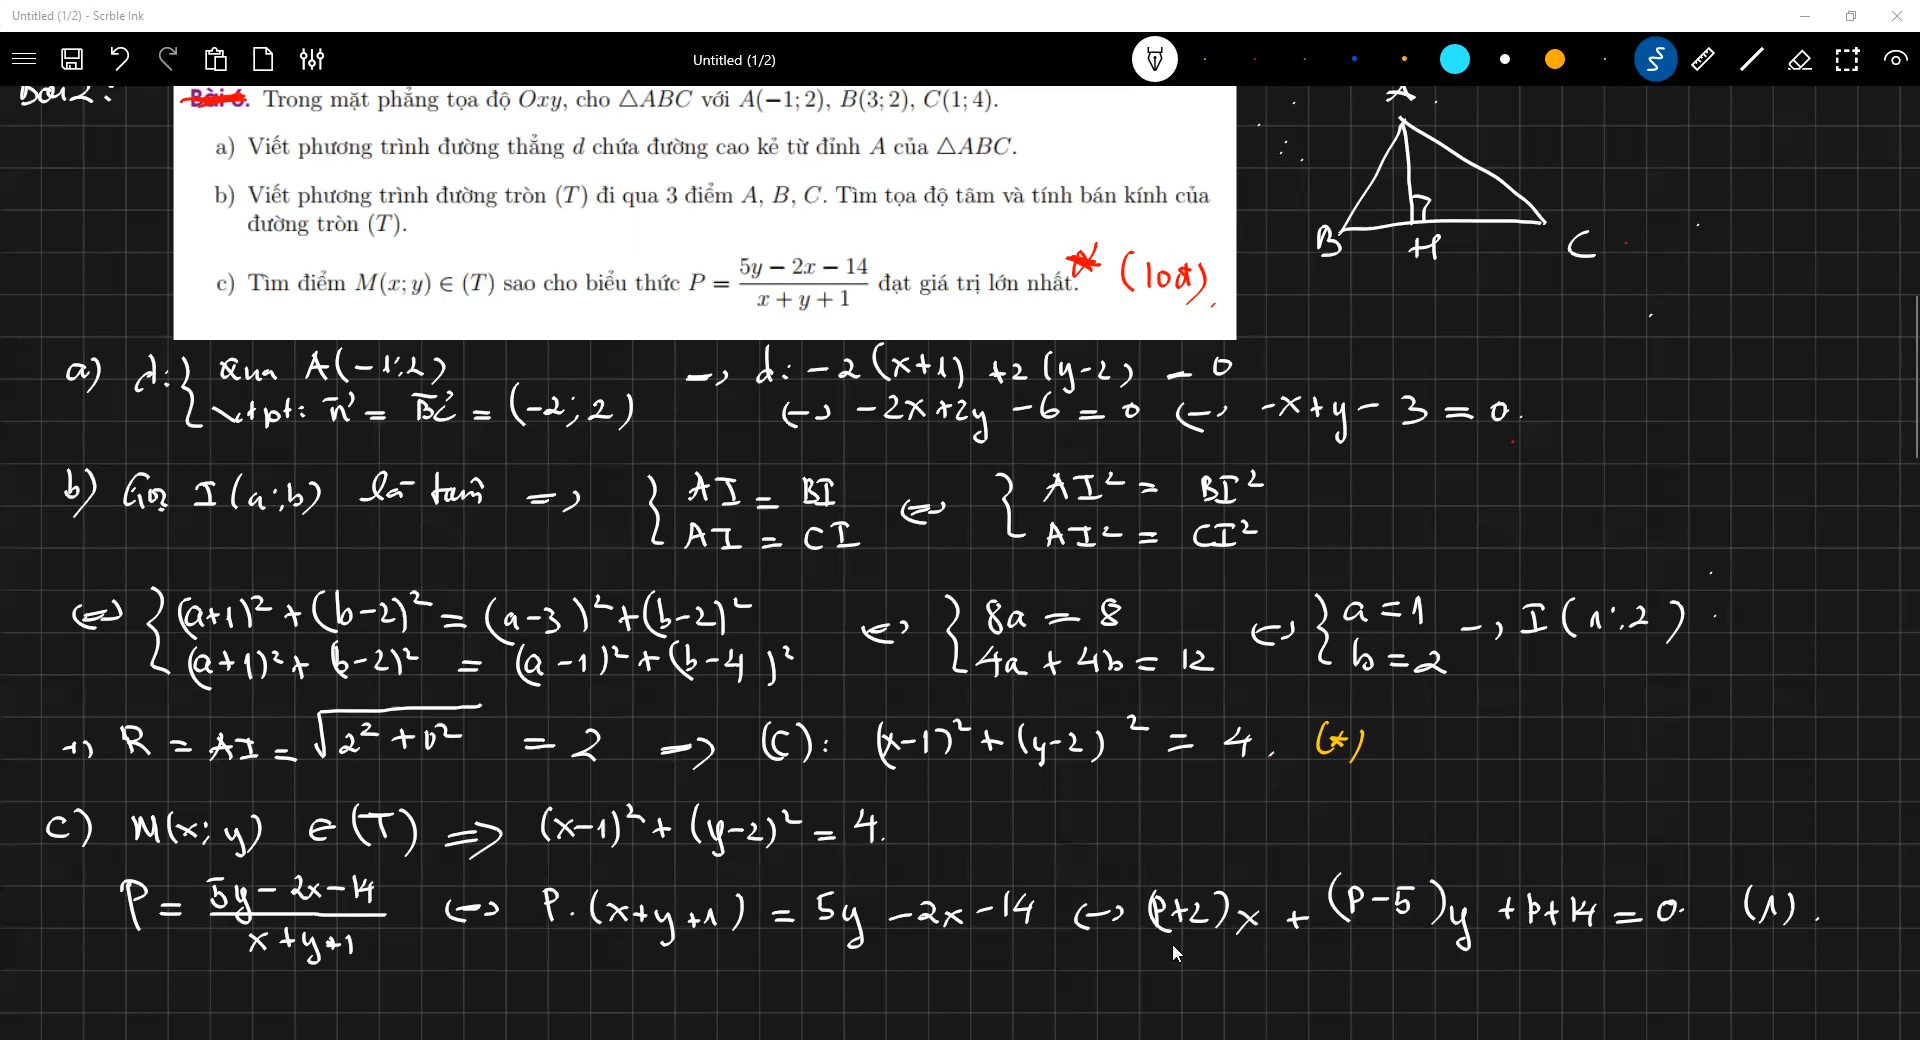 Untitled (1/2) - Scrble Ink
Untitled (1/2)
Bài 2:
Bài 6. Trong mặt phẳng tọa độ Oxy, cho △ABC với A(−1; 2), B(3; 2), C(1; 4).
a) Viết phương trình đường thẳng d chứa đường cao kẻ từ đỉnh A của △ABC.
b) Viết phương trình đường tròn (T) đi qua 3 điểm A, B, C. Tìm tọa độ tâm và tính bán kính của
đường tròn (T).
c) Tìm điểm M(x; y) ∈ (T) sao cho biểu thức P = (5y − 2x − 14)/(x + y + 1) đạt giá trị lớn nhất.
A
B H C
a) d: { Qua A(-1;2) → d: -2(x+1) +2(y-2) = 0
vtpt: n⃗ = BC⃗ = (-2; 2) ↔ -2x+2y-6=0 ↔ -x+y-3=0.
b) Gọi I(a;b) là tâm => { AI = BI ⇔ { AI² = BI²
AI = CI AI² = CI²
⇔ { (a+1)²+(b-2)² = (a-3)²+(b-2)² ↔ { 8a = 8 ↔ { a = 1 → I(1;2)
(a+1)²+(b-2)² = (a-1)²+(b-4)² 4a + 4b = 12 b = 2
→ R = AI = √(2²+0²) = 2 → (C): (x-1)²+(y-2)² = 4. (*)
c) M(x;y) ∈ (T) ⟹ (x-1)²+(y-2)² = 4.
P = (5y-2x-14)/(x+y+1) ↔ P.(x+y+1) = 5y-2x-14 ↔ (P+2)x + (P-5)y + P+14 = 0. (1).